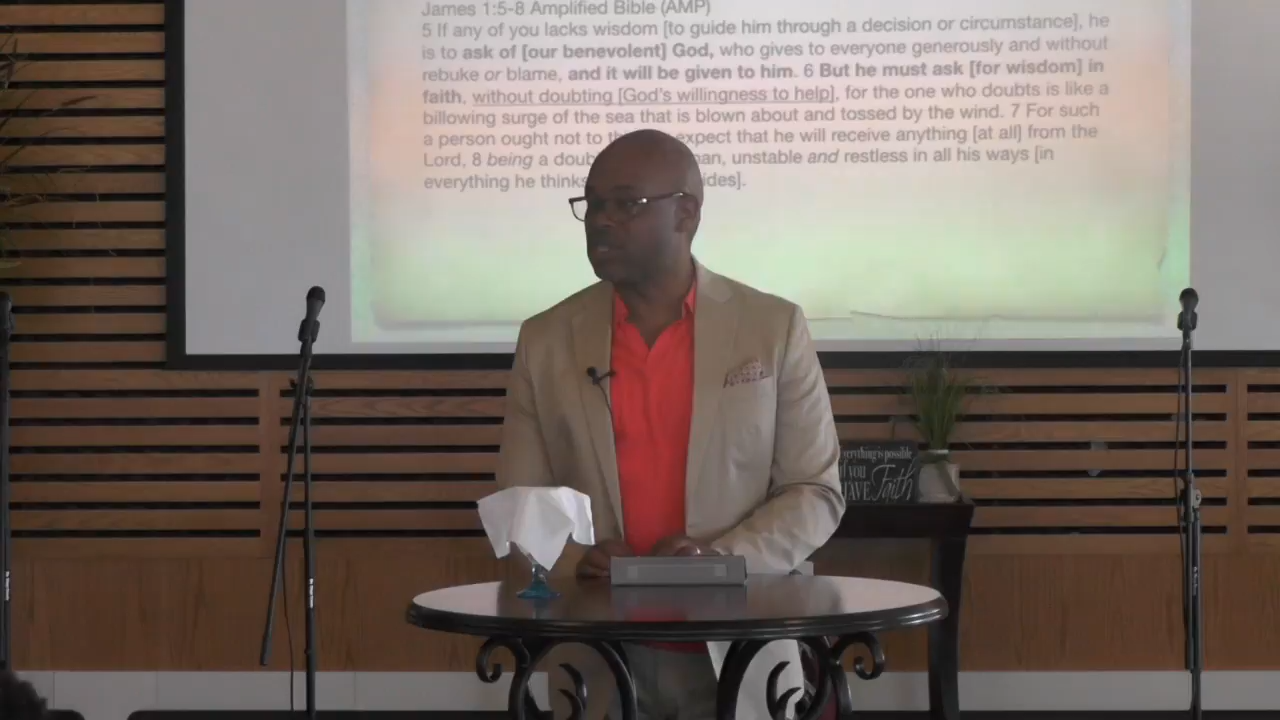 James 1:5-8 Amplified Bible (AMP)
5 If any of you lacks wisdom [to guide him through a decision or circumstance], he
is to ask of [our benevolent] God, who gives to everyone generously and without
rebuke or blame, and it will be given to him. 6 But he must ask [for wisdom] in
faith, without doubting [God's willingness to help], for the one who doubts is like a
billowing surge of the sea that is blown about and tossed by the wind. 7 For such
a person ought not to expect that he will receive anything [at all] from the
Lord, 8 being a unstable and restless in all his ways [in
everything he
everything is possible
if you
HAVE Faith